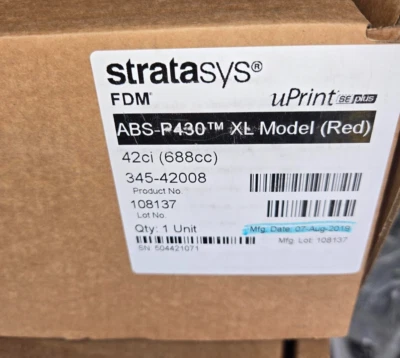 stratasys®
FDM® uPrint® SE plus
ABS-P430™ XL Model (Red)
42ci (688cc)
345-42008
Product No.
108137
Lot No.
Qty: 1 Unit
Mfg. Date: 07-Aug-2018
Mfg. Lot: 108137
SN: 504421071